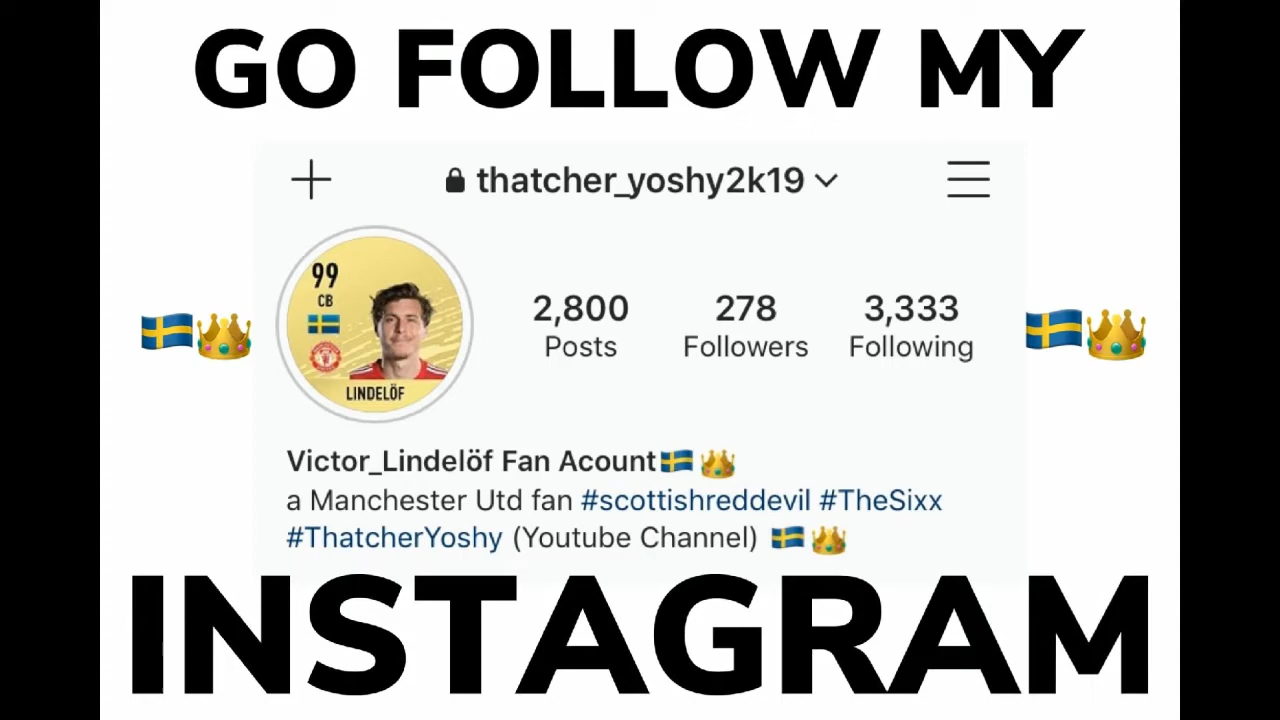 GO FOLLOW MY
thatcher_yoshy2k19
99
CB
LINDELÖF
2,800 278 3,333
Posts Followers Following
Victor_Lindelöf Fan Acount🇸🇪👑
a Manchester Utd fan #scottishreddevil #TheSixx
#ThatcherYoshy (Youtube Channel) 🇸🇪👑
INSTAGRAM